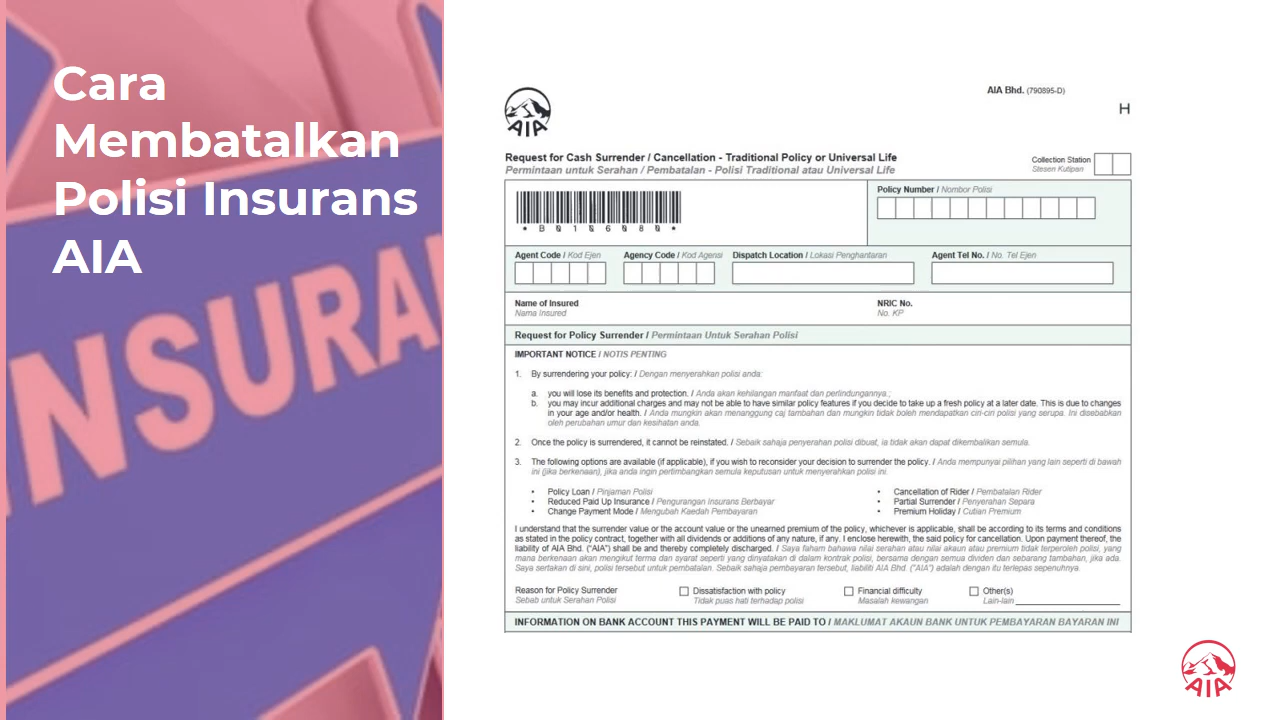 Cara
Membatalkan
Polisi Insurans
AIA
INSURA
AIA
AIA Bhd. (790895-D)
H
Request for Cash Surrender / Cancellation - Traditional Policy or Universal Life
Permintaan untuk Serahan / Pembatalan - Polisi Traditional atau Universal Life
Collection Station
Stesen Kutipan
* B 0 1 0 6 0 8 0 *
Policy Number / Nombor Polisi
Agent Code / Kod Ejen
Agency Code / Kod Agensi
Dispatch Location / Lokasi Penghantaran
Agent Tel No. / No. Tel Ejen
Name of Insured
Nama Insured
NRIC No.
No. KP
Request for Policy Surrender / Permintaan Untuk Serahan Polisi
IMPORTANT NOTICE / NOTIS PENTING
1. By surrendering your policy: / Dengan menyerahkan polisi anda:
a. you will lose its benefits and protection. / Anda akan kehilangan manfaat dan perlindungannya.;
b. you may incur additional charges and may not be able to have similar policy features if you decide to take up a fresh policy at a later date. This is due to changes
in your age and/or health. / Anda mungkin akan menanggung caj tambahan dan mungkin tidak boleh mendapatkan ciri-ciri polisi yang serupa. Ini disebabkan
oleh perubahan umur dan kesihatan anda.
2. Once the policy is surrendered, it cannot be reinstated. / Sebaik sahaja penyerahan polisi dibuat, ia tidak akan dapat dikembalikan semula.
3. The following options are available (if applicable), if you wish to reconsider your decision to surrender the policy. / Anda mempunyai pilihan yang lain seperti di bawah
ini (jika berkenaan), jika anda ingin pertimbangkan semula keputusan untuk menyerahkan polisi ini.
• Policy Loan / Pinjaman Polisi
• Reduced Paid Up Insurance / Pengurangan Insurans Berbayar
• Change Payment Mode / Mengubah Kaedah Pembayaran
• Cancellation of Rider / Pembatalan Rider
• Partial Surrender / Penyerahan Separa
• Premium Holiday / Cutian Premium
I understand that the surrender value or the account value or the unearned premium of the policy, whichever is applicable, shall be according to its terms and conditions
as stated in the policy contract, together with all dividends or additions of any nature, if any. I enclose herewith, the said policy for cancellation. Upon payment thereof, the
liability of AIA Bhd. ("AIA") shall be and thereby completely discharged. / Saya faham bahawa nilai serahan atau nilai akaun atau premium tidak terperoleh polisi, yang
mana berkenaan akan mengikut terma dan syarat seperti yang dinyatakan di dalam kontrak polisi, bersama dengan semua dividen dan sebarang tambahan, jika ada.
Saya sertakan di sini, polisi tersebut untuk pembatalan. Sebaik sahaja pembayaran tersebut, liabiliti AIA Bhd. ("AIA") adalah dengan itu terlepas sepenuhnya.
Reason for Policy Surrender
Sebab untuk Serahan Polisi
Dissatisfaction with policy
Tidak puas hati terhadap polisi
Financial difficulty
Masalah kewangan
Other(s)
Lain-lain
INFORMATION ON BANK ACCOUNT THIS PAYMENT WILL BE PAID TO / MAKLUMAT AKAUN BANK UNTUK PEMBAYARAN BAYARAN INI
AIA